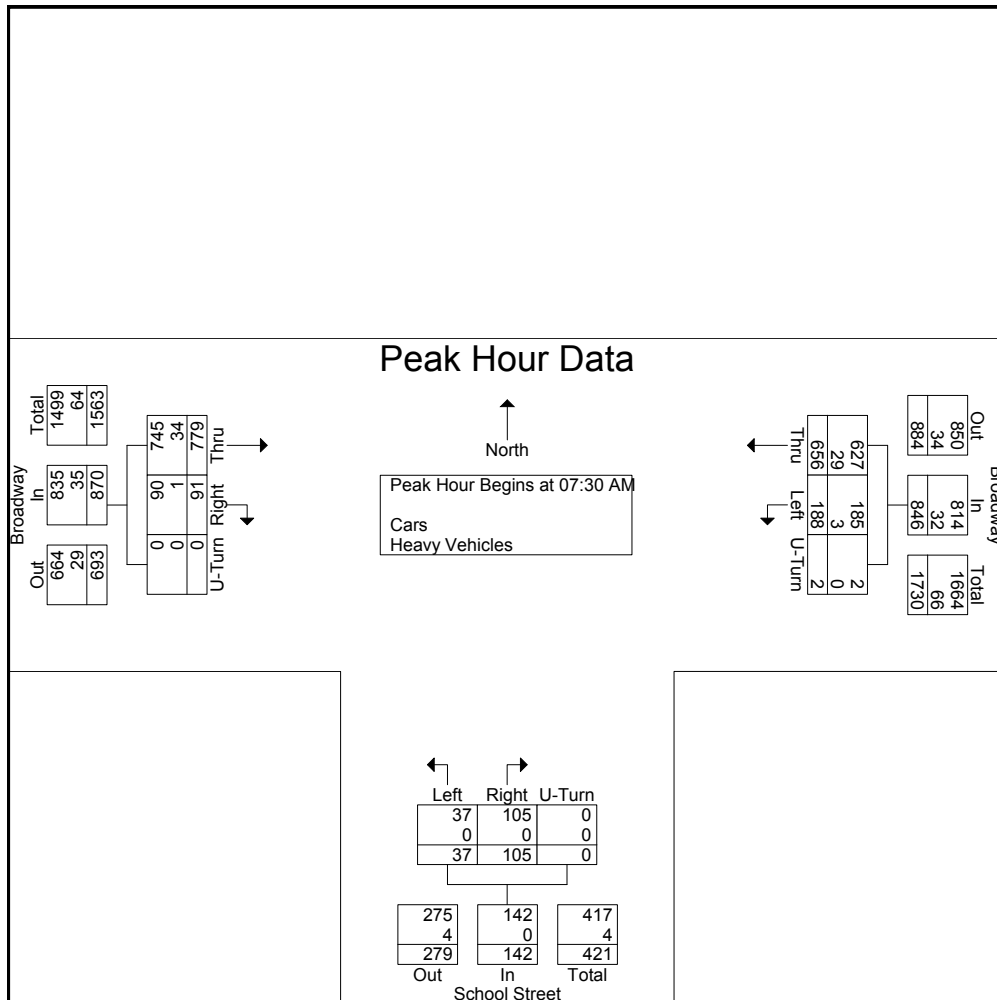 Peak Hour Data
North
Peak Hour Begins at 07:30 AM
Cars
Heavy Vehicles
Broadway
Total
1499
64
1563
In
835
35
870
Out
664
29
693
Thru
745
34
779
Right
90
1
91
U-Turn
0
0
0
Broadway
Out
850
34
884
In
814
32
846
Total
1664
66
1730
Thru
627
29
656
Left
185
3
188
U-Turn
2
0
2
Left Right U-Turn
37 105 0
0 0 0
37 105 0
275 142 417
4 0 4
279 142 421
Out In Total
School Street